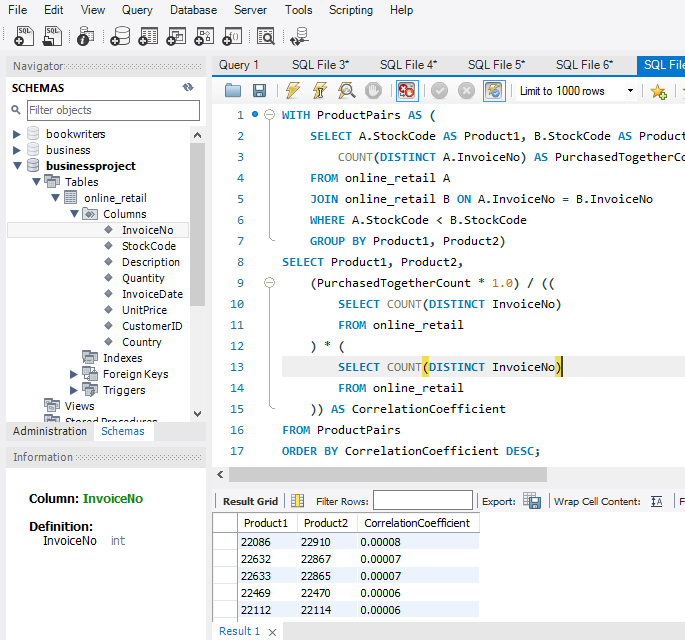 File Edit View Query Database Server Tools Scripting Help
Navigator
SCHEMAS
Filter objects
bookwriters
business
businessproject
Tables
online_retail
Columns
InvoiceNo
StockCode
Description
Quantity
InvoiceDate
UnitPrice
CustomerID
Country
Indexes
Foreign Keys
Triggers
Views
Stored Procedures
Administration Schemas
Information
Column: InvoiceNo
Definition:
InvoiceNo int
Query 1 SQL File 3* SQL File 4* SQL File 5* SQL File 6* SQL File
Limit to 1000 rows
1 WITH ProductPairs AS (
2 SELECT A.StockCode AS Product1, B.StockCode AS Product
3 COUNT(DISTINCT A.InvoiceNo) AS PurchasedTogetherCo
4 FROM online_retail A
5 JOIN online_retail B ON A.InvoiceNo = B.InvoiceNo
6 WHERE A.StockCode < B.StockCode
7 GROUP BY Product1, Product2)
8 SELECT Product1, Product2,
9 (PurchasedTogetherCount * 1.0) / ((
10 SELECT COUNT(DISTINCT InvoiceNo)
11 FROM online_retail
12 ) * (
13 SELECT COUNT(DISTINCT InvoiceNo)
14 FROM online_retail
15 )) AS CorrelationCoefficient
16 FROM ProductPairs
17 ORDER BY CorrelationCoefficient DESC;
Result Grid Filter Rows: Export: Wrap Cell Content: F
Product1 Product2 CorrelationCoefficient
22086 22910 0.00008
22632 22867 0.00007
22633 22865 0.00007
22469 22470 0.00006
22112 22114 0.00006
Result 1